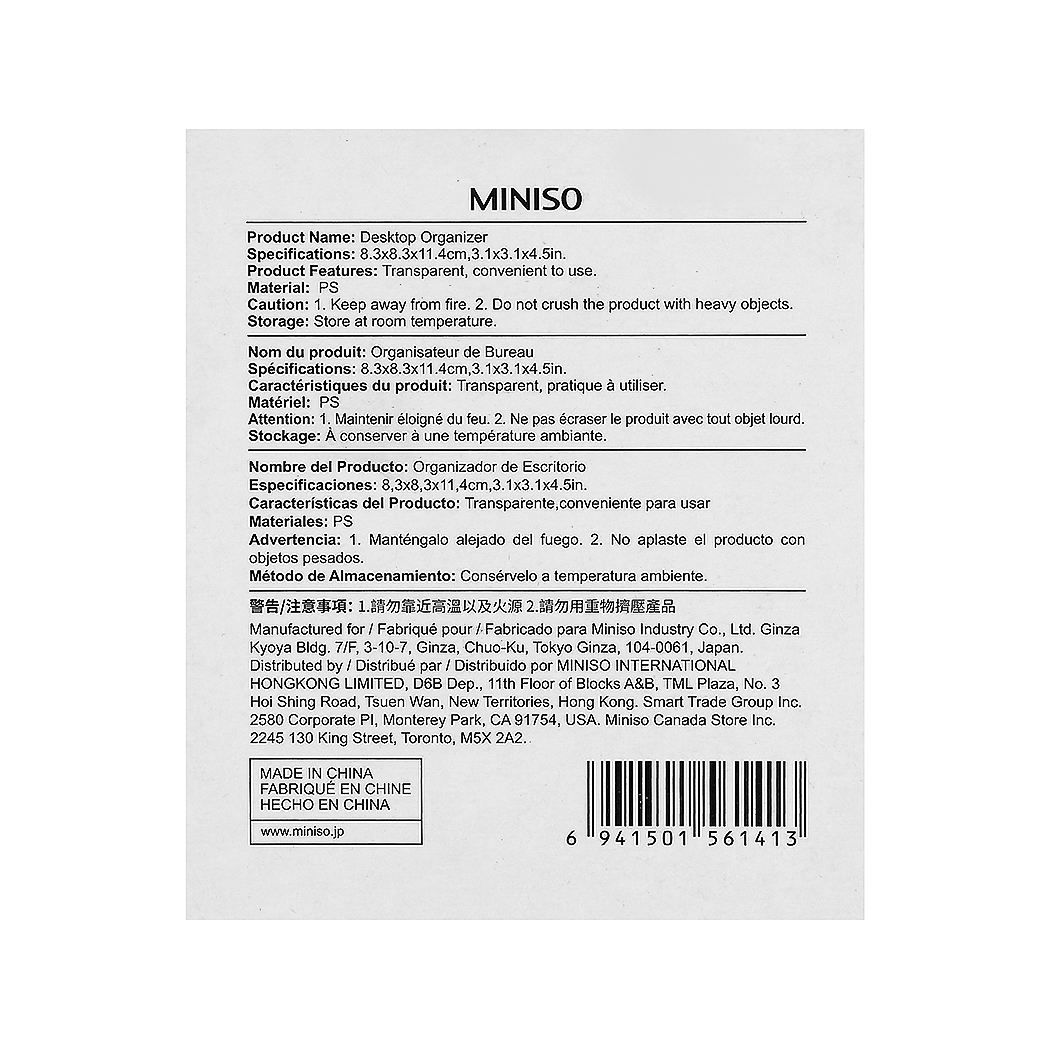 MINISO
Product Name: Desktop Organizer
Specifications: 8.3x8.3x11.4cm,3.1x3.1x4.5in.
Product Features: Transparent, convenient to use.
Material: PS
Caution: 1. Keep away from fire. 2. Do not crush the product with heavy objects.
Storage: Store at room temperature.
Nom du produit: Organisateur de Bureau
Spécifications: 8.3x8.3x11.4cm,3.1x3.1x4.5in.
Caractéristiques du produit: Transparent, pratique à utiliser.
Matériel: PS
Attention: 1. Maintenir éloigné du feu. 2. Ne pas écraser le produit avec tout objet lourd.
Stockage: À conserver à une température ambiante.
Nombre del Producto: Organizador de Escritorio
Especificaciones: 8,3x8,3x11,4cm,3.1x3.1x4.5in.
Características del Producto: Transparente,conveniente para usar
Materiales: PS
Advertencia: 1. Manténgalo alejado del fuego. 2. No aplaste el producto con
objetos pesados.
Método de Almacenamiento: Consérvelo a temperatura ambiente.
警告/注意事項: 1.請勿靠近高溫以及火源 2.請勿用重物擠壓產品
Manufactured for / Fabriqué pour / Fabricado para Miniso Industry Co., Ltd. Ginza
Kyoya Bldg. 7/F, 3-10-7, Ginza, Chuo-Ku, Tokyo Ginza, 104-0061, Japan.
Distributed by / Distribué par / Distribuido por MINISO INTERNATIONAL
HONGKONG LIMITED, D6B Dep., 11th Floor of Blocks A&B, TML Plaza, No. 3
Hoi Shing Road, Tsuen Wan, New Territories, Hong Kong. Smart Trade Group Inc.
2580 Corporate Pl, Monterey Park, CA 91754, USA. Miniso Canada Store Inc.
2245 130 King Street, Toronto, M5X 2A2.
MADE IN CHINA
FABRIQUÉ EN CHINE
HECHO EN CHINA
www.miniso.jp
6 941501 561413